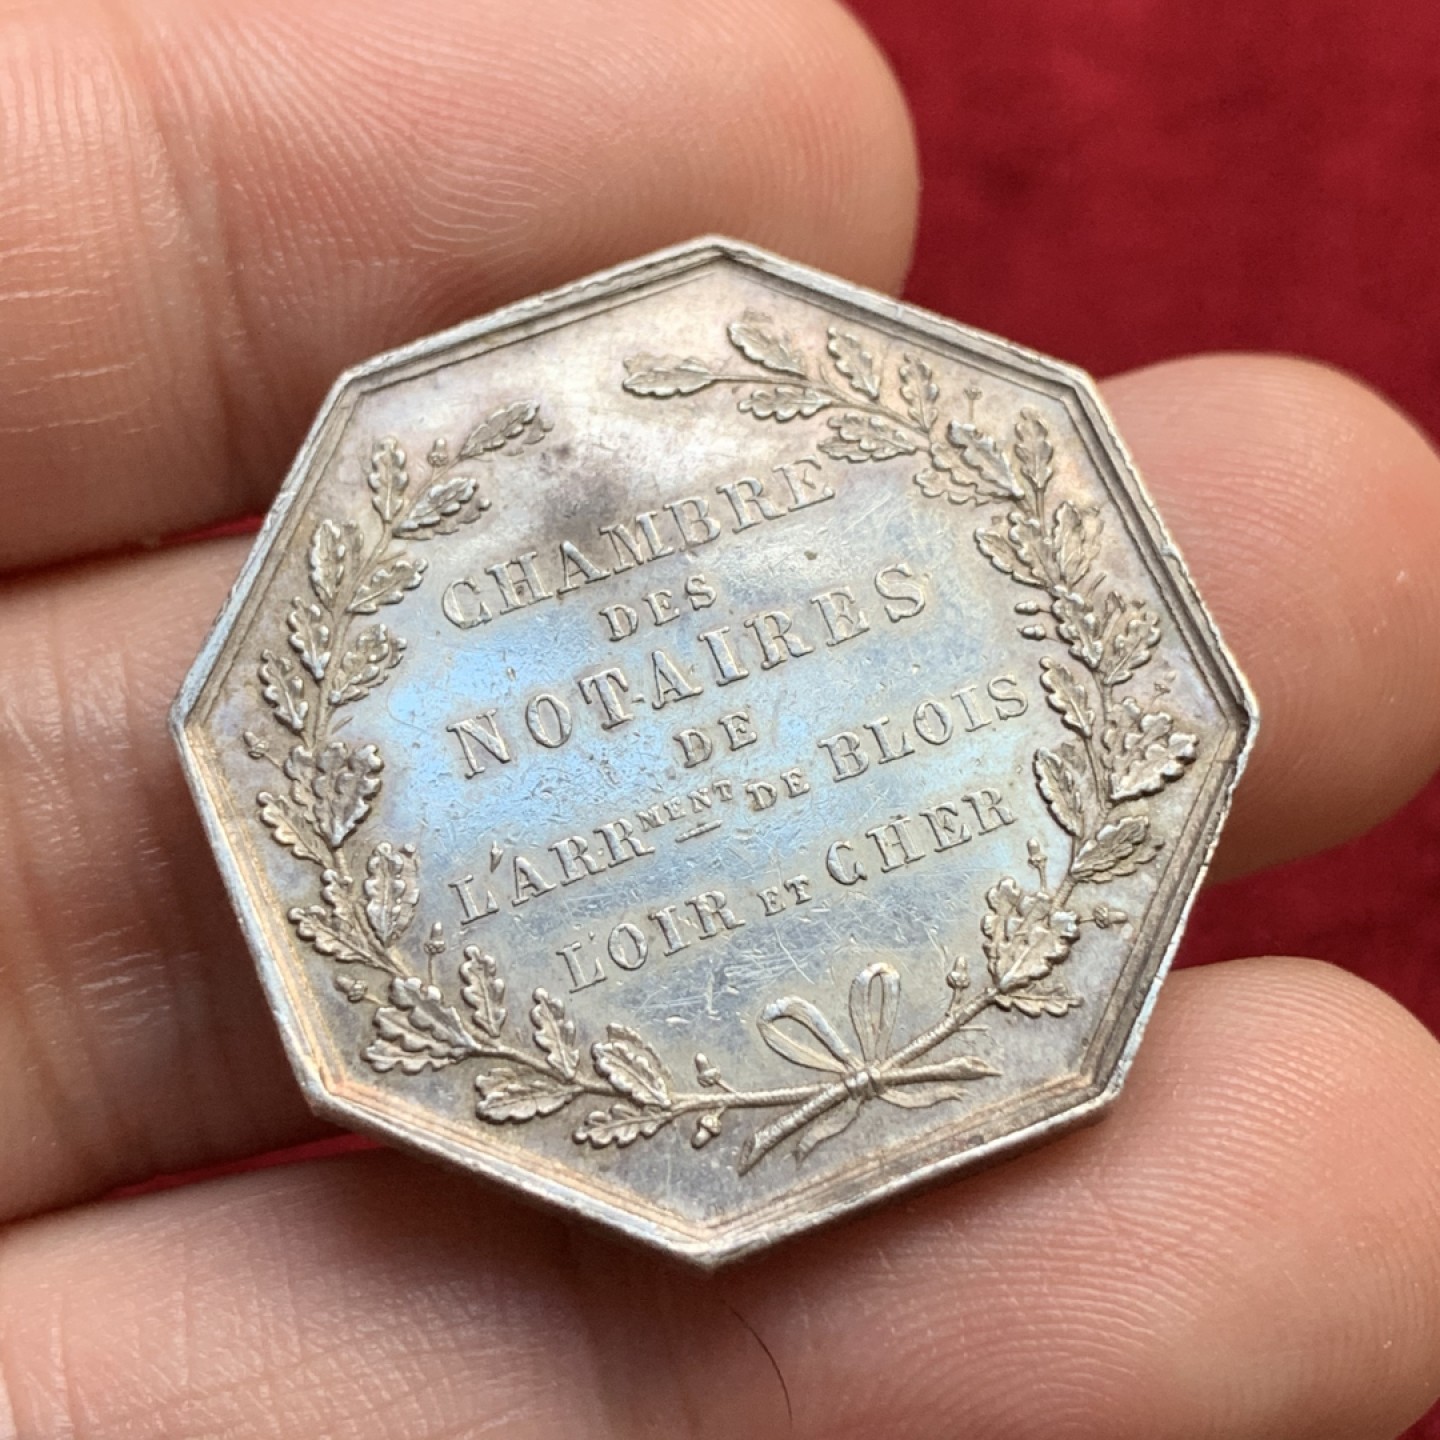 CHAMBRE
DES
NOTAIRES
DE
L'ARRMENT DE BLOIS
LOIR ET CHER